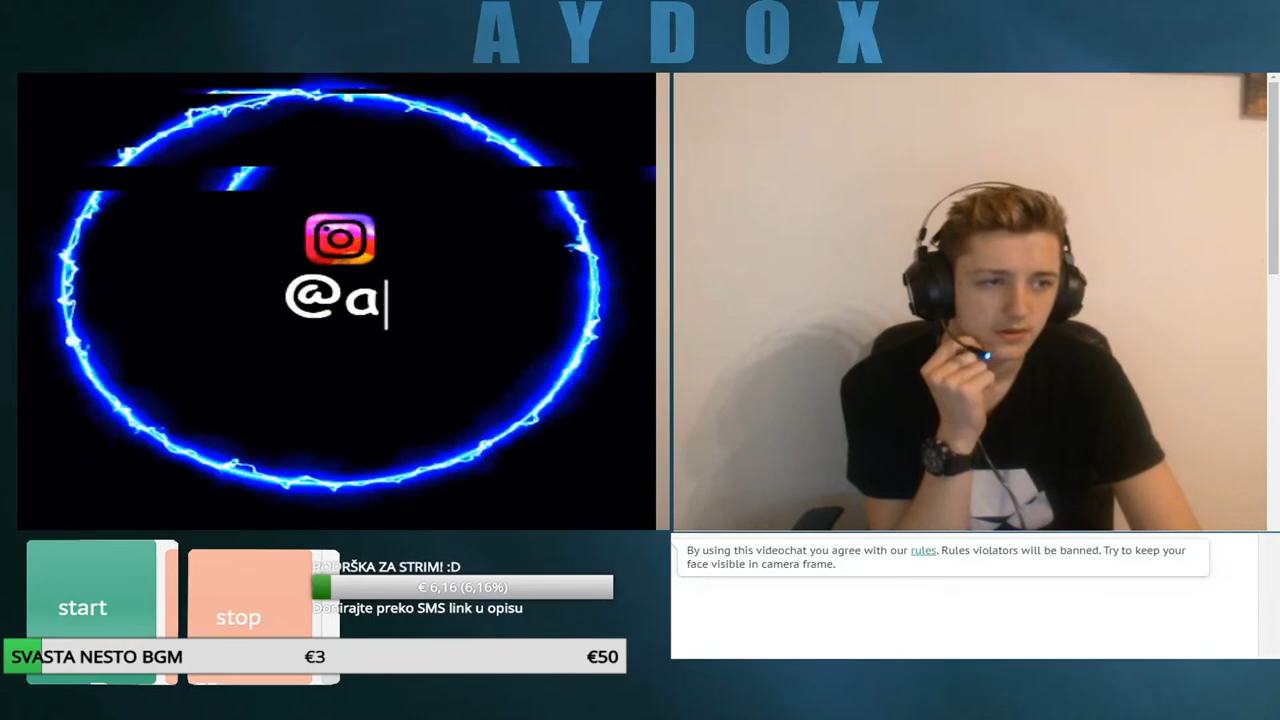 AYDOX
@a
By using this videochat you agree with our rules. Rules violators will be banned. Try to keep your
face visible in camera frame.
start
stop
PODRŠKA ZA STRIM! :D
€ 6,16 (6,16%)
Donirajte preko SMS link u opisu
SVASTA NESTO BGM €3 €50